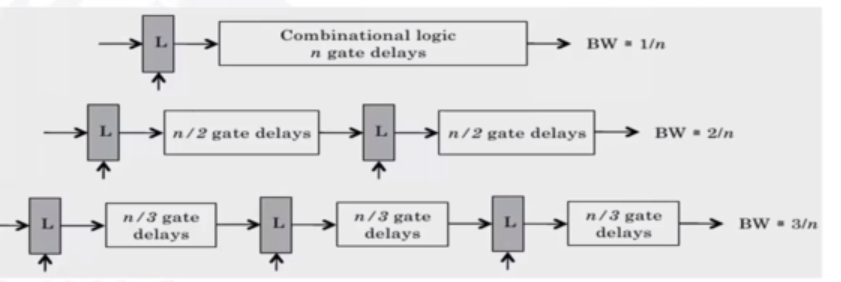 L
Combinational logic
n gate delays
BW = 1/n
L
n/2 gate delays
L
n/2 gate delays
BW = 2/n
L
n/3 gate
delays
L
n/3 gate
delays
L
n/3 gate
delays
BW = 3/n